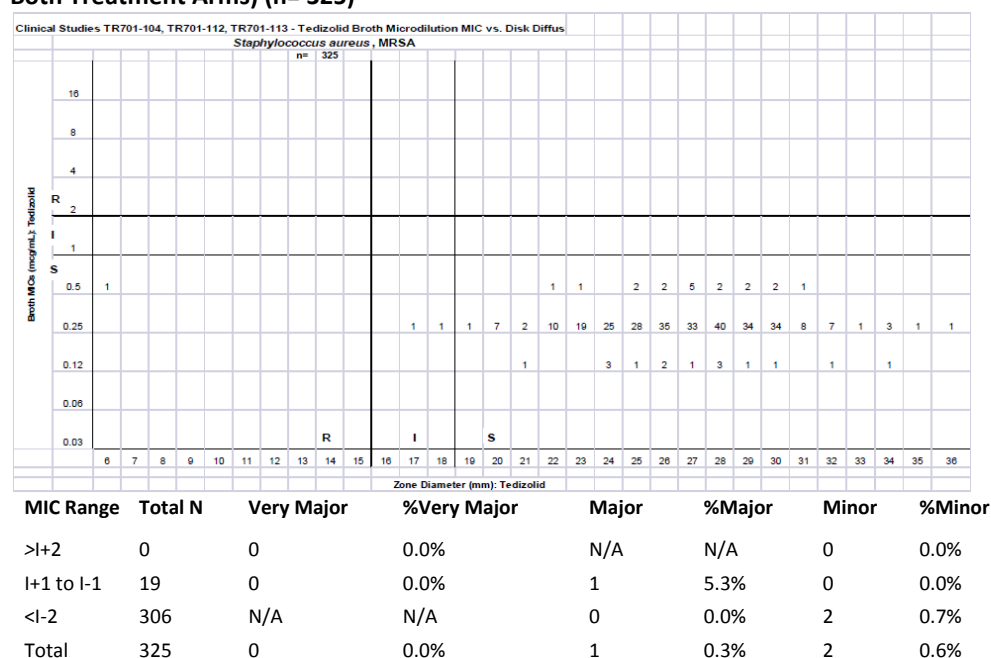 Both Treatment Arms) (n= 325)
Clinical Studies TR701-104, TR701-112, TR701-113 - Tedizolid Broth Microdilution MIC vs. Disk Diffus
Staphylococcus aureus, MRSA
n= 325
16
8
4
R
2
I
1
S
Broth MICs (mcg/mL): Tedizolid
0.5 1 1 1 2 2 5 2 2 2 1
0.25 1 1 1 7 2 10 19 25 28 35 33 40 34 34 8 7 1 3 1 1
0.12 1 3 1 2 1 3 1 1 1 1
0.06
0.03 R I S
6 7 8 9 10 11 12 13 14 15 16 17 18 19 20 21 22 23 24 25 26 27 28 29 30 31 32 33 34 35 36
Zone Diameter (mm): Tedizolid
MIC Range Total N Very Major %Very Major Major %Major Minor %Minor
>I+2 0 0 0.0% N/A N/A 0 0.0%
I+1 to I-1 19 0 0.0% 1 5.3% 0 0.0%
<I-2 306 N/A N/A 0 0.0% 2 0.7%
Total 325 0 0.0% 1 0.3% 2 0.6%